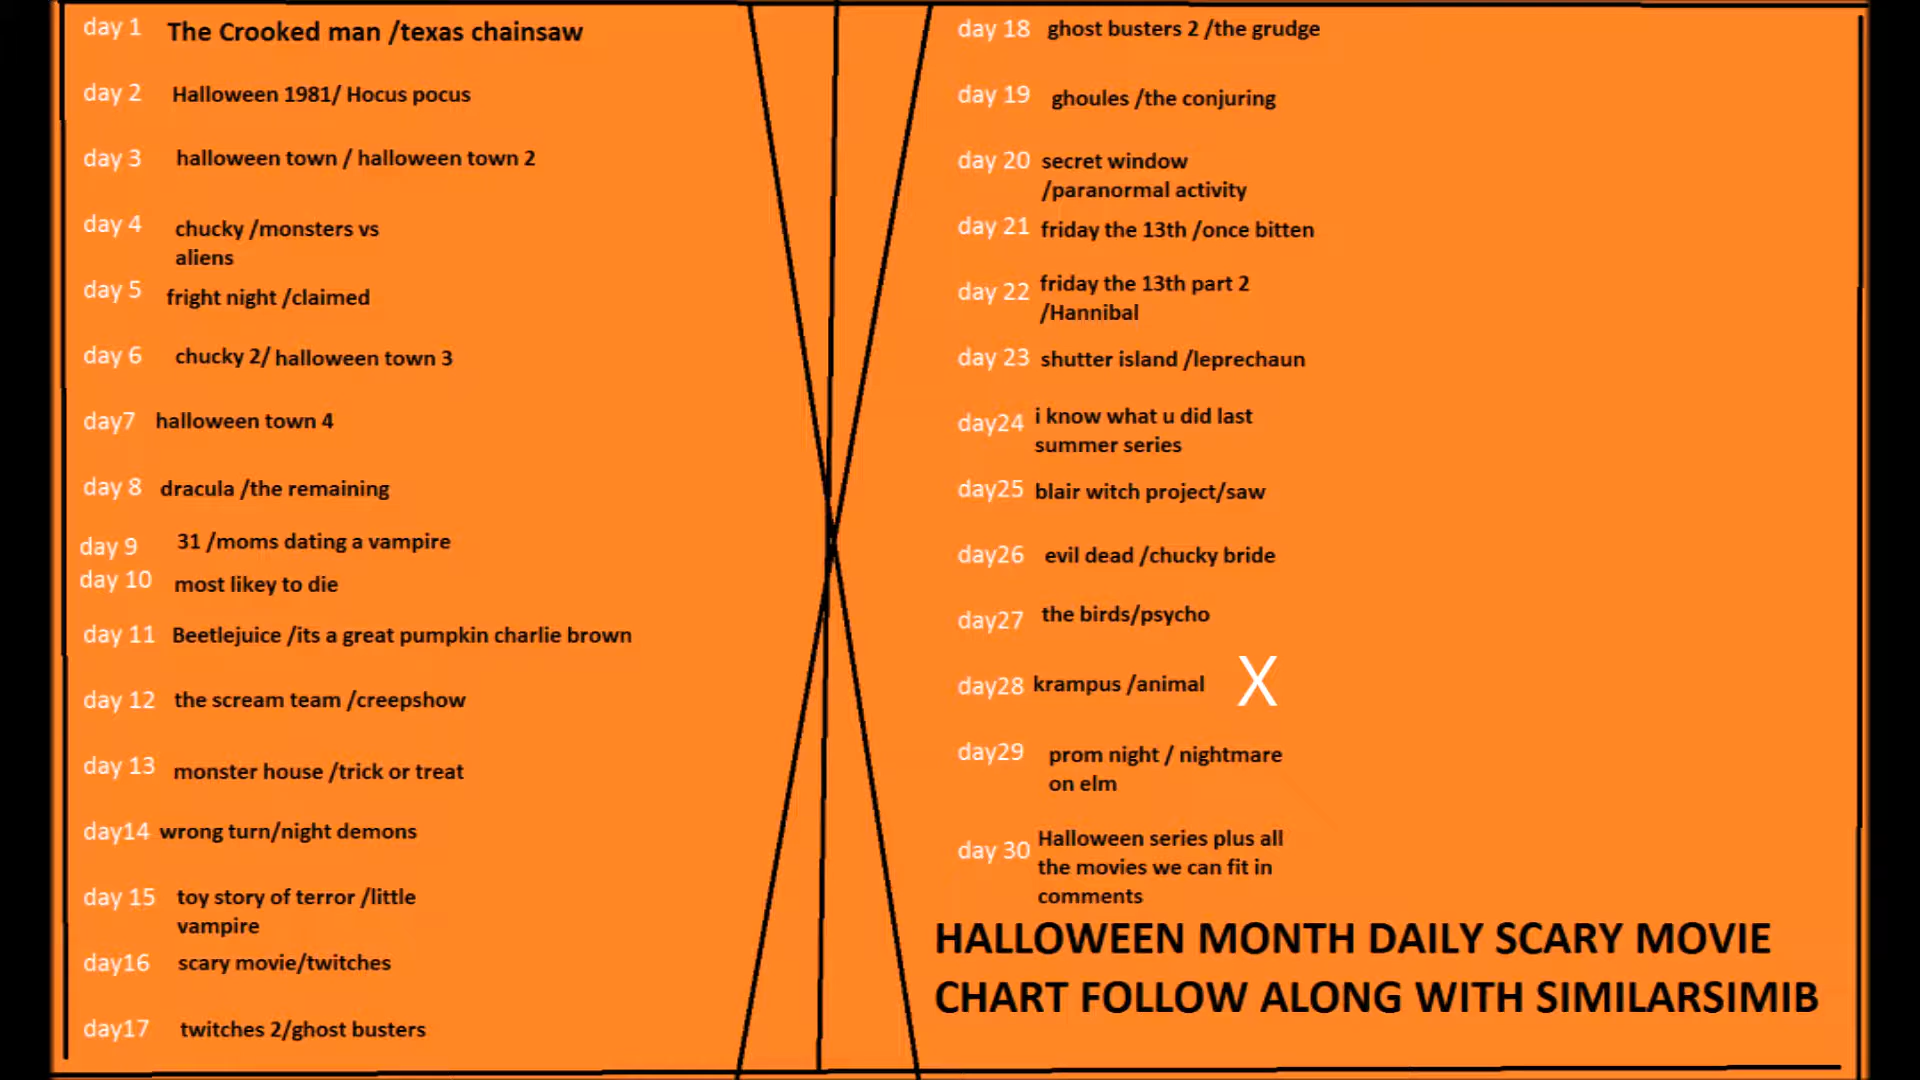 day 1 The Crooked man /texas chainsaw
day 2 Halloween 1981/ Hocus pocus
day 3 halloween town / halloween town 2
day 4 chucky /monsters vs
aliens
day 5 fright night /claimed
day 6 chucky 2/ halloween town 3
day7 halloween town 4
day 8 dracula /the remaining
day 9 31 /moms dating a vampire
day 10 most likey to die
day 11 Beetlejuice /its a great pumpkin charlie brown
day 12 the scream team /creepshow
day 13 monster house /trick or treat
day14 wrong turn/night demons
day 15 toy story of terror /little
vampire
day16 scary movie/twitches
day17 twitches 2/ghost busters
day 18 ghost busters 2 /the grudge
day 19 ghoules /the conjuring
day 20 secret window
/paranormal activity
day 21 friday the 13th /once bitten
day 22 friday the 13th part 2
/Hannibal
day 23 shutter island /leprechaun
day24 i know what u did last
summer series
day25 blair witch project/saw
day26 evil dead /chucky bride
day27 the birds/psycho
day28 krampus /animal X
day29 prom night / nightmare
on elm
day 30 Halloween series plus all
the movies we can fit in
comments
HALLOWEEN MONTH DAILY SCARY MOVIE
CHART FOLLOW ALONG WITH SIMILARSIMIB